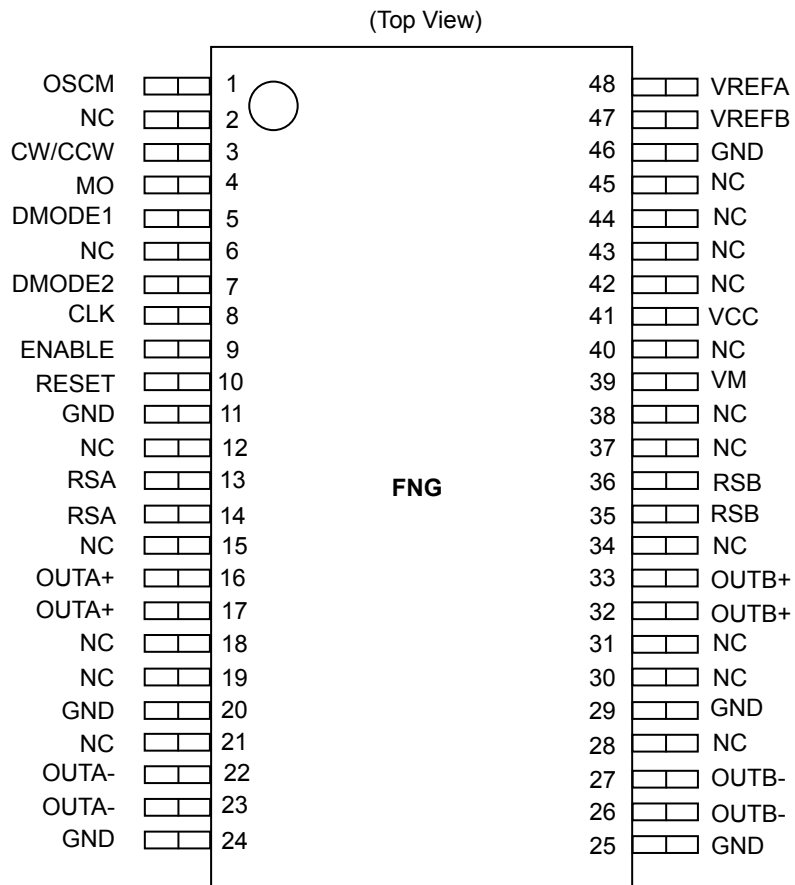 (Top View)
OSCM 1 48 VREFA
NC 2 47 VREFB
CW/CCW 3 46 GND
MO 4 45 NC
DMODE1 5 44 NC
NC 6 43 NC
DMODE2 7 42 NC
CLK 8 41 VCC
ENABLE 9 40 NC
RESET 10 39 VM
GND 11 38 NC
NC 12 37 NC
RSA 13 36 RSB
FNG
RSA 14 35 RSB
NC 15 34 NC
OUTA+ 16 33 OUTB+
OUTA+ 17 32 OUTB+
NC 18 31 NC
NC 19 30 NC
GND 20 29 GND
NC 21 28 NC
OUTA- 22 27 OUTB-
OUTA- 23 26 OUTB-
GND 24 25 GND